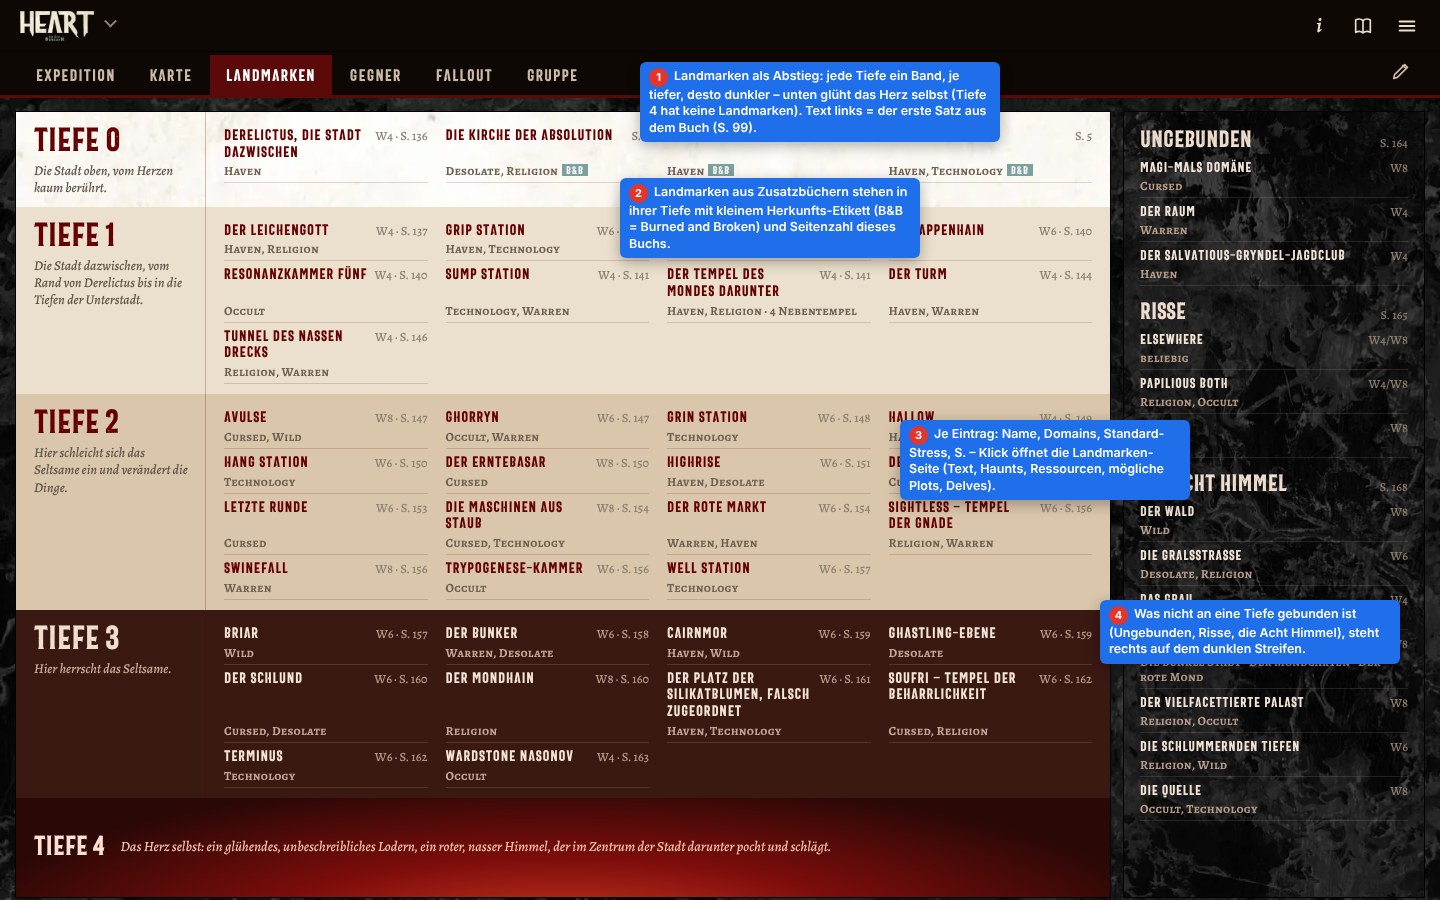 HEART
EXPEDITION KARTE LANDMARKEN GEGNER FALLOUT GRUPPE
1 Landmarken als Abstieg: jede Tiefe ein Band, je
tiefer, desto dunkler – unten glüht das Herz selbst (Tiefe
4 hat keine Landmarken). Text links = der erste Satz aus
dem Buch (S. 99).
TIEFE 0
Die Stadt oben, vom Herzen
kaum berührt.
DERELICTUS, DIE STADT
DAZWISCHEN
W4 · S. 136
HAVEN
DIE KIRCHE DER ABSOLUTION
DESOLATE, RELIGION B&B
HAVEN B&B
S. 5
HAVEN, TECHNOLOGY B&B
2 Landmarken aus Zusatzbüchern stehen in
ihrer Tiefe mit kleinem Herkunfts-Etikett (B&B
= Burned and Broken) und Seitenzahl dieses
Buchs.
TIEFE 1
Die Stadt dazwischen, vom
Rand von Derelictus bis in die
Tiefen der Unterstadt.
DER LEICHENGOTT W4 · S. 137
HAVEN, RELIGION
GRIP STATION W6 ·
HAVEN, TECHNOLOGY
APPENHAIN W6 · S. 140
RESONANZKAMMER FÜNF W4 · S. 140
OCCULT
SUMP STATION W4 · S. 141
TECHNOLOGY, WARREN
DER TEMPEL DES
MONDES DARUNTER
W4 · S. 141
HAVEN, RELIGION · 4 NEBENTEMPEL
DER TURM W4 · S. 144
HAVEN, WARREN
TUNNEL DES NASSEN
DRECKS
W4 · S. 146
RELIGION, WARREN
TIEFE 2
Hier schleicht sich das
Seltsame ein und verändert die
Dinge.
AVULSE W8 · S. 147
CURSED, WILD
GHORRYN W6 · S. 147
OCCULT, WARREN
GRIN STATION W6 · S. 148
TECHNOLOGY
HALLOW W4 · S. 149
3 Je Eintrag: Name, Domains, Standard-
Stress, S. – Klick öffnet die Landmarken-
Seite (Text, Haunts, Ressourcen, mögliche
Plots, Delves).
HANG STATION W6 · S. 150
TECHNOLOGY
DER ERNTEBASAR W8 · S. 150
CURSED
HIGHRISE W6 · S. 151
HAVEN, DESOLATE
LETZTE RUNDE W6 · S. 153
CURSED
DIE MASCHINEN AUS
STAUB
W8 · S. 154
CURSED, TECHNOLOGY
DER ROTE MARKT W6 · S. 154
WARREN, HAVEN
SIGHTLESS – TEMPEL
DER GNADE
W6 · S. 156
RELIGION, WARREN
SWINEFALL W8 · S. 156
WARREN
TRYPOGENESE-KAMMER W6 · S. 156
OCCULT
WELL STATION W6 · S. 157
TECHNOLOGY
TIEFE 3
Hier herrscht das Seltsame.
BRIAR W6 · S. 157
WILD
DER BUNKER W6 · S. 158
WARREN, DESOLATE
CAIRNMOR W6 · S. 159
HAVEN, WILD
GHASTLING-EBENE W6 · S. 159
DESOLATE
DER SCHLUND W6 · S. 160
CURSED, DESOLATE
DER MONDHAIN W8 · S. 160
RELIGION
DER PLATZ DER
SILIKATBLUMEN, FALSCH
ZUGEORDNET
W6 · S. 161
HAVEN, TECHNOLOGY
SOUFRI – TEMPEL DER
BEHARRLICHKEIT
W6 · S. 162
CURSED, RELIGION
TERMINUS W6 · S. 162
TECHNOLOGY
WARDSTONE NASONOV W4 · S. 163
OCCULT
TIEFE 4
Das Herz selbst: ein glühendes, unbeschreibliches Lodern, ein roter, nasser Himmel, der im Zentrum der Stadt darunter pocht und schlägt.
UNGEBUNDEN S. 164
MAGI-MALS DOMÄNE W8
CURSED
DER RAUM W4
WARREN
DER SALVATIOUS-GRYNDEL-JAGDCLUB W4
HAVEN
RISSE S. 165
ELSEWHERE W4/W8
BELIEBIG
PAPILIOUS BOTH W4/W8
RELIGION, OCCULT
W8
CHT HIMMEL S. 168
DER WALD W8
WILD
DIE GRALSSTRASSE W6
DESOLATE, RELIGION
DAS GRAU W4
4 Was nicht an eine Tiefe gebunden ist
(Ungebunden, Risse, die Acht Himmel), steht
rechts auf dem dunklen Streifen.
ROTE MOND
DER VIELFACETTIERTE PALAST W8
RELIGION, OCCULT
DIE SCHLUMMERNDEN TIEFEN W6
RELIGION, WILD
DIE QUELLE W8
OCCULT, TECHNOLOGY